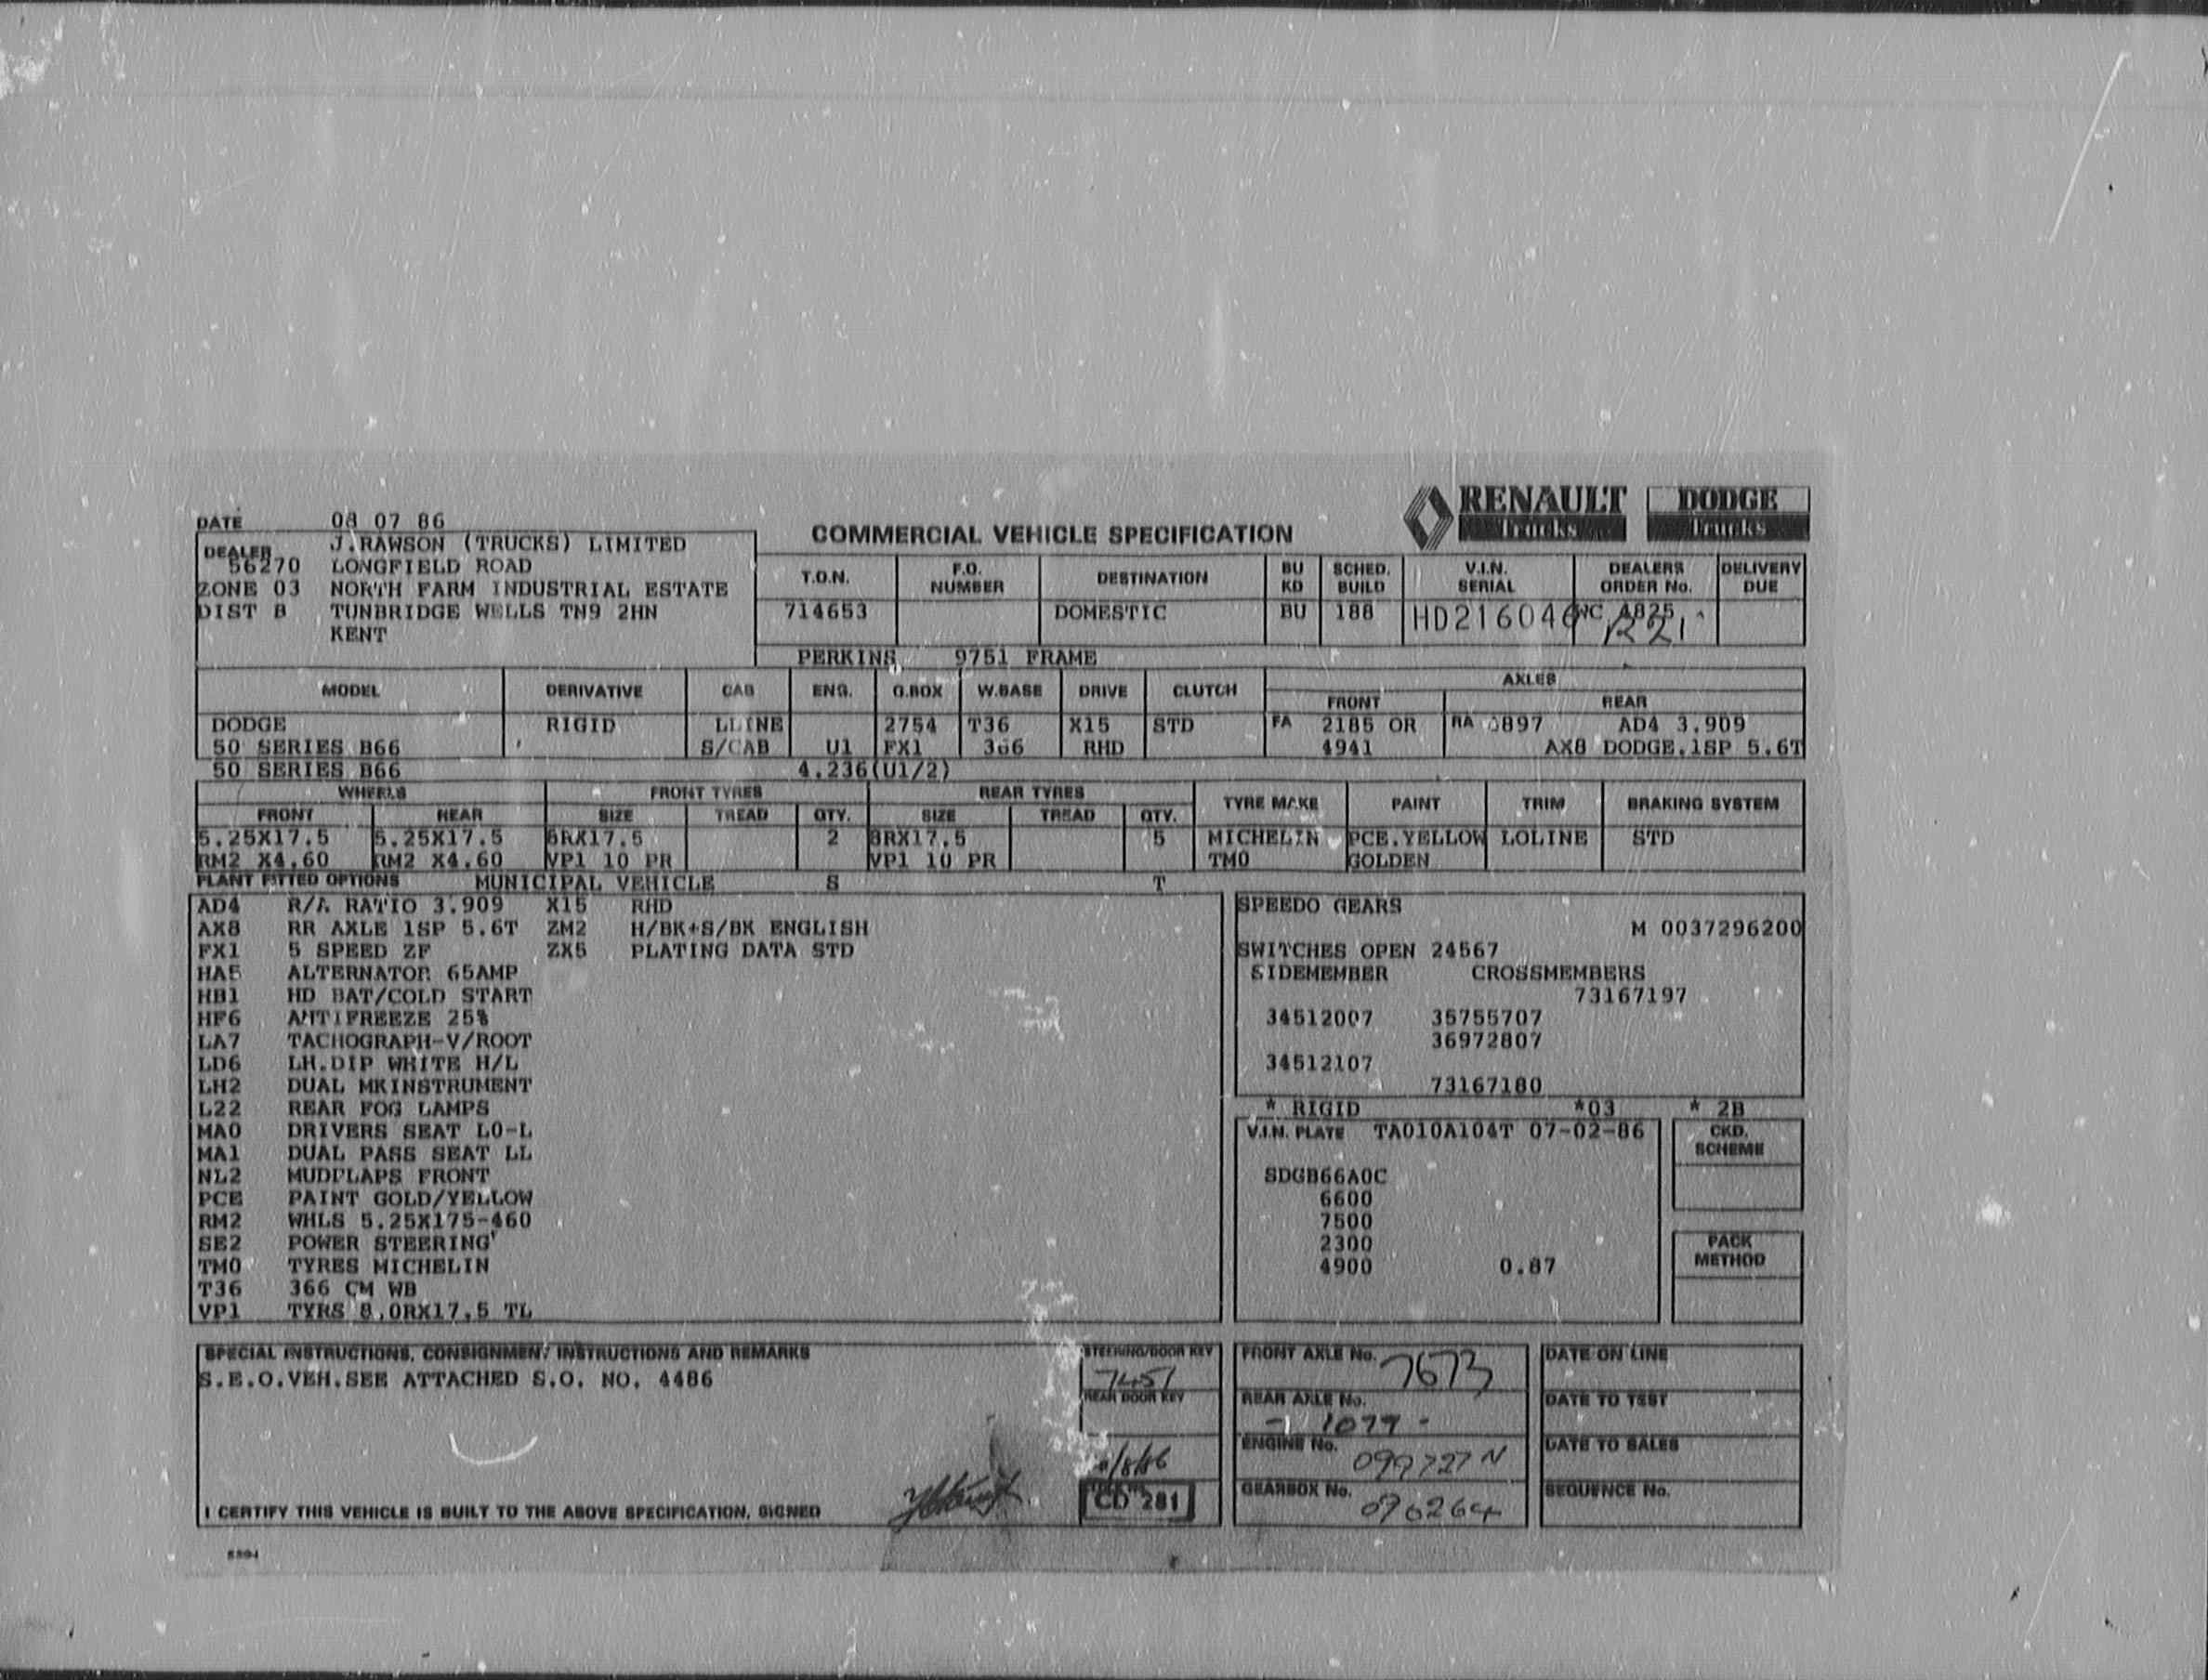 RENAULT Trucks DODGE Trucks
DATE 08 07 86
COMMERCIAL VEHICLE SPECIFICATION
DEALER J.RAWSON (TRUCKS) LIMITED
56270 LONGFIELD ROAD
ZONE 03 NORTH FARM INDUSTRIAL ESTATE
DIST B TUNBRIDGE WELLS TN9 2HN
KENT
T.O.N. F.O. NUMBER DESTINATION BU KD SCHED. BUILD V.I.N. SERIAL DEALERS ORDER No. DELIVERY DUE
714653 DOMESTIC BU 188 HD216046 WC 4825
R21
PERKINS 9751 FRAME
MODEL DERIVATIVE CAB ENG. G.BOX W.BASE DRIVE CLUTCH AXLES
FRONT REAR
DODGE RIGID LLINE 2754 T36 X15 STD FA 2185 OR RA 0897 AD4 3.909
50 SERIES B66 S/CAB U1 FX1 366 RHD 4941 AX8 DODGE.1SP 5.6T
50 SERIES B66 4.236(U1/2)
WHEELS FRONT TYRES REAR TYRES TYRE MAKE PAINT TRIM BRAKING SYSTEM
FRONT REAR SIZE TREAD QTY. SIZE TREAD QTY.
5.25X17.5 5.25X17.5 8RX17.5 2 8RX17.5 5 MICHELIN PCE.YELLOW LOLINE STD
RM2 X4.60 RM2 X4.60 VP1 10 PR VP1 10 PR TM0 GOLDEN
PLANT FITTED OPTIONS MUNICIPAL VEHICLE S T
AD4 R/A RATIO 3.909 X15 RHD
AX8 RR AXLE 1SP 5.6T ZM2 H/BK+S/BK ENGLISH
FX1 5 SPEED ZF ZX5 PLATING DATA STD
HA5 ALTERNATOR 65AMP
HB1 HD BAT/COLD START
HF6 ANTIFREEZE 25%
LA7 TACHOGRAPH-V/ROOT
LD6 LH.DIP WHITE H/L
LH2 DUAL MKINSTRUMENT
L22 REAR FOG LAMPS
MA0 DRIVERS SEAT LO-L
MA1 DUAL PASS SEAT LL
NL2 MUDFLAPS FRONT
PCE PAINT GOLD/YELLOW
RM2 WHLS 5.25X175-460
SE2 POWER STEERING
TM0 TYRES MICHELIN
T36 366 CM WB
VP1 TYRS 8.0RX17.5 TL
SPEEDO GEARS
M 0037296200
SWITCHES OPEN 24567
SIDEMEMBER CROSSMEMBERS
73167197
34512007 35755707
36972807
34512107
73167180
* RIGID *03 * 2B
V.I.N. PLATE TA010A104T 07-02-86
SDGB66A0C
6600
7500
2300
4900 0.87
CKD. SCHEME
PACK METHOD
SPECIAL INSTRUCTIONS, CONSIGNMENT INSTRUCTIONS AND REMARKS
S.E.O.VEH.SEE ATTACHED S.O. NO. 4486
STEERING/DOOR KEY
7451
REAR DOOR KEY
/8/86
CD 281
I CERTIFY THIS VEHICLE IS BUILT TO THE ABOVE SPECIFICATION, SIGNED
FRONT AXLE No. 7673
REAR AXLE No.
- 1079 -
ENGINE No. 099727N
GEARBOX No. 096264
DATE ON LINE
DATE TO TEST
DATE TO SALES
SEQUENCE No.